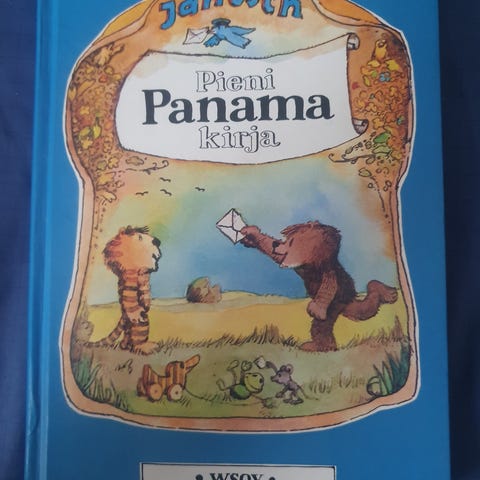 Janosch
Pieni
Panama
kirja
• WSOY •